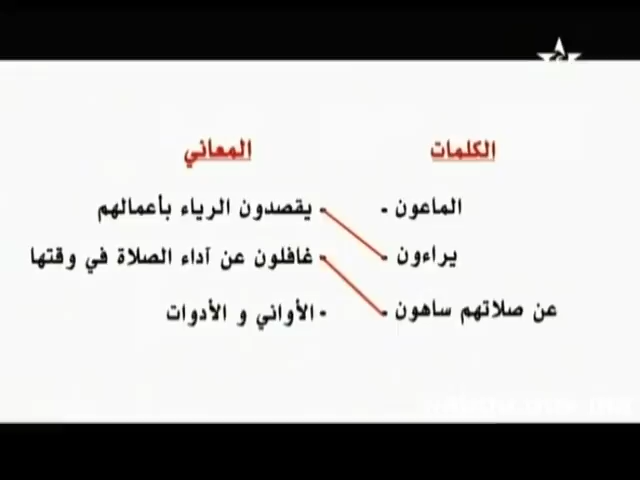 الكلمات المعاني
الماعون - - يقصدون الرياء بأعمالهم
يراءون - - غافلون عن آداء الصلاة في وقتها
عن صلاتهم ساهون - - الأواني و الأدوات